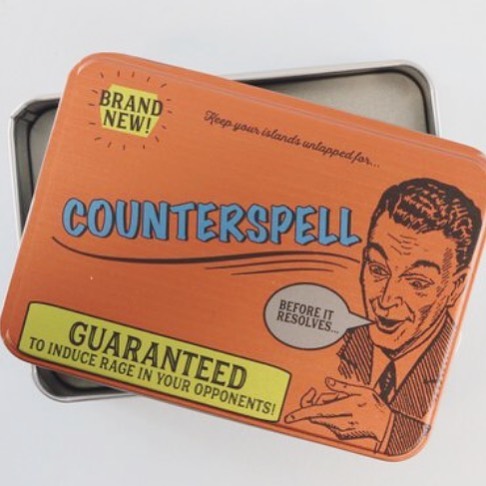 BRAND
NEW!
Keep your islands untapped for...
COUNTERSPELL
BEFORE IT
RESOLVES...
GUARANTEED
TO INDUCE RAGE IN YOUR OPPONENTS!